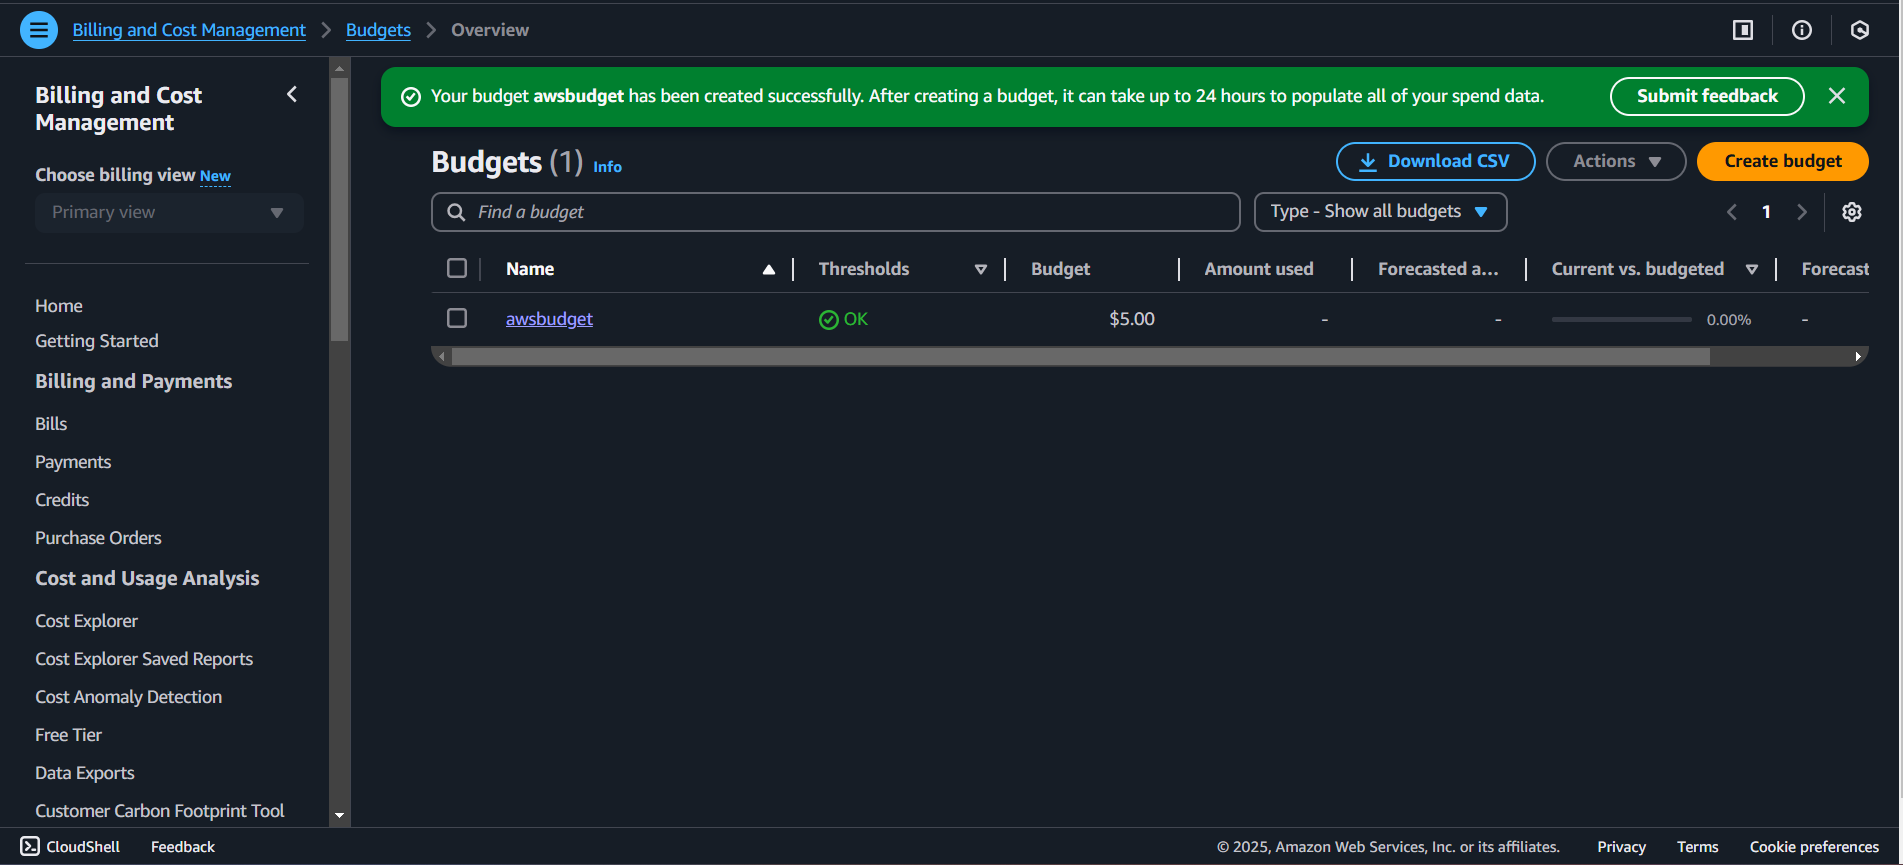 Billing and Cost Management > Budgets > Overview
Billing and Cost
Management
Choose billing view New
Primary view
Home
Getting Started
Billing and Payments
Bills
Payments
Credits
Purchase Orders
Cost and Usage Analysis
Cost Explorer
Cost Explorer Saved Reports
Cost Anomaly Detection
Free Tier
Data Exports
Customer Carbon Footprint Tool
Your budget awsbudget has been created successfully. After creating a budget, it can take up to 24 hours to populate all of your spend data. Submit feedback
Budgets (1) Info Download CSV Actions Create budget
Find a budget Type - Show all budgets 1
Name Thresholds Budget Amount used Forecasted a... Current vs. budgeted Forecast
awsbudget OK $5.00 - - 0.00% -
CloudShell Feedback © 2025, Amazon Web Services, Inc. or its affiliates. Privacy Terms Cookie preferences